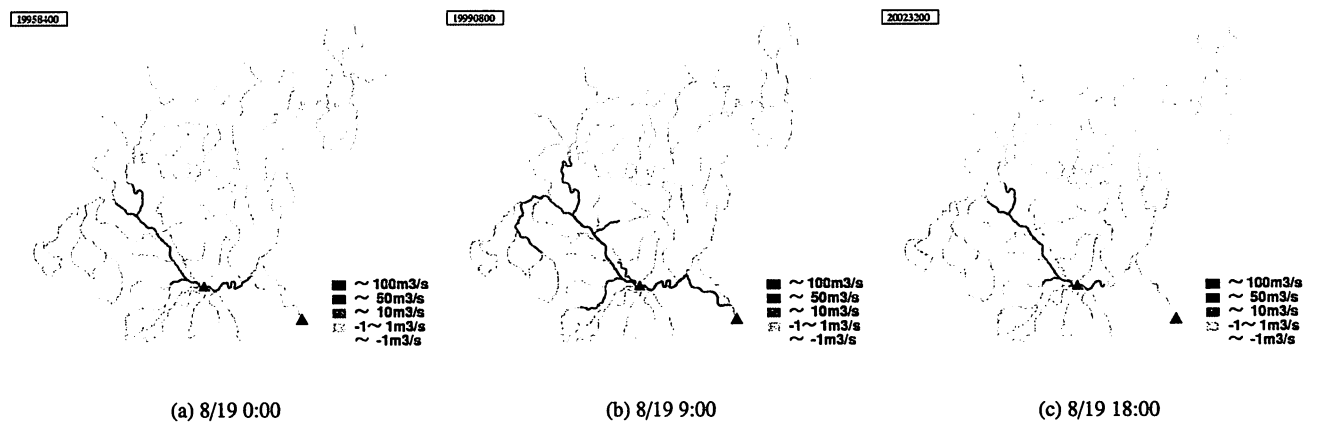 19958400
19990800
20023200
～ 100m3/s
～ 50m3/s
～ 10m3/s
-1～ 1m3/s
～ -1m3/s
～ 100m3/s
～ 50m3/s
～ 10m3/s
-1～ 1m3/s
～ -1m3/s
～ 100m3/s
～ 50m3/s
～ 10m3/s
-1～ 1m3/s
～ -1m3/s
(a) 8/19 0:00
(b) 8/19 9:00
(c) 8/19 18:00